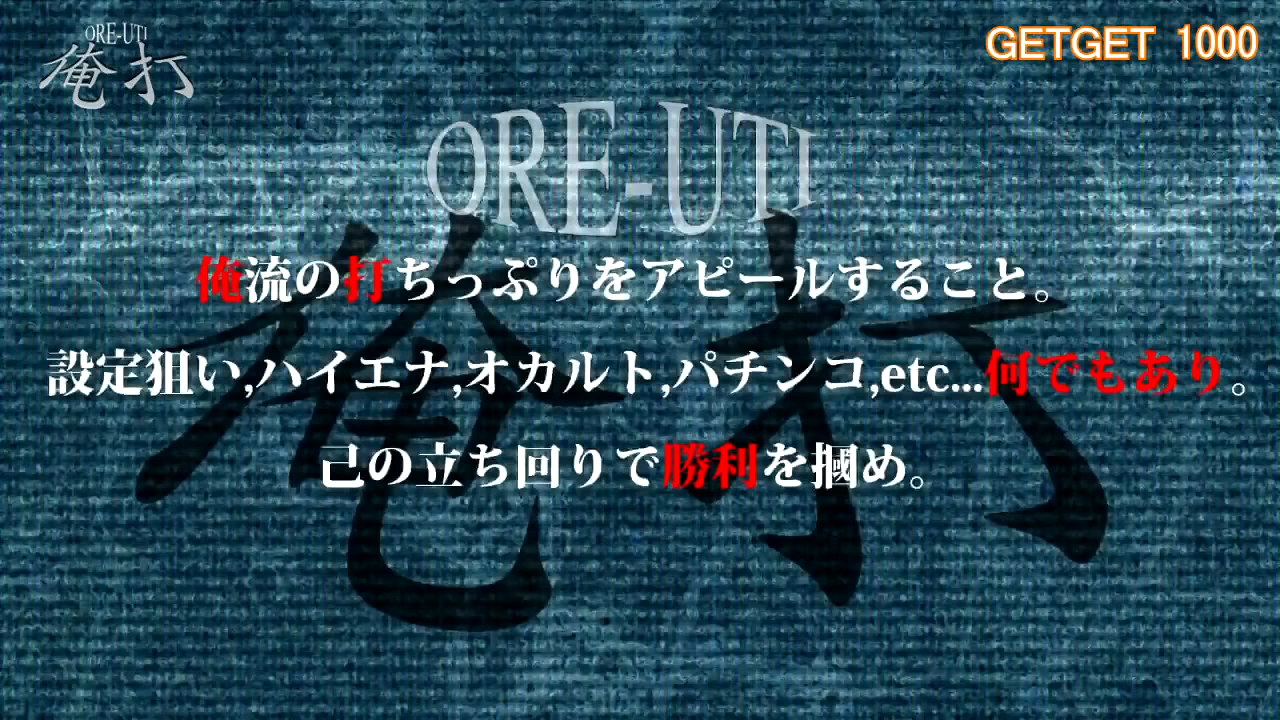 ORE-UTI
俺打
GETGET 1000
ORE-UTI
俺打
俺流の打ちっぷりをアピールすること。
設定狙い,ハイエナ,オカルト,パチンコ,etc...何でもあり。
己の立ち回りで勝利を摑め。